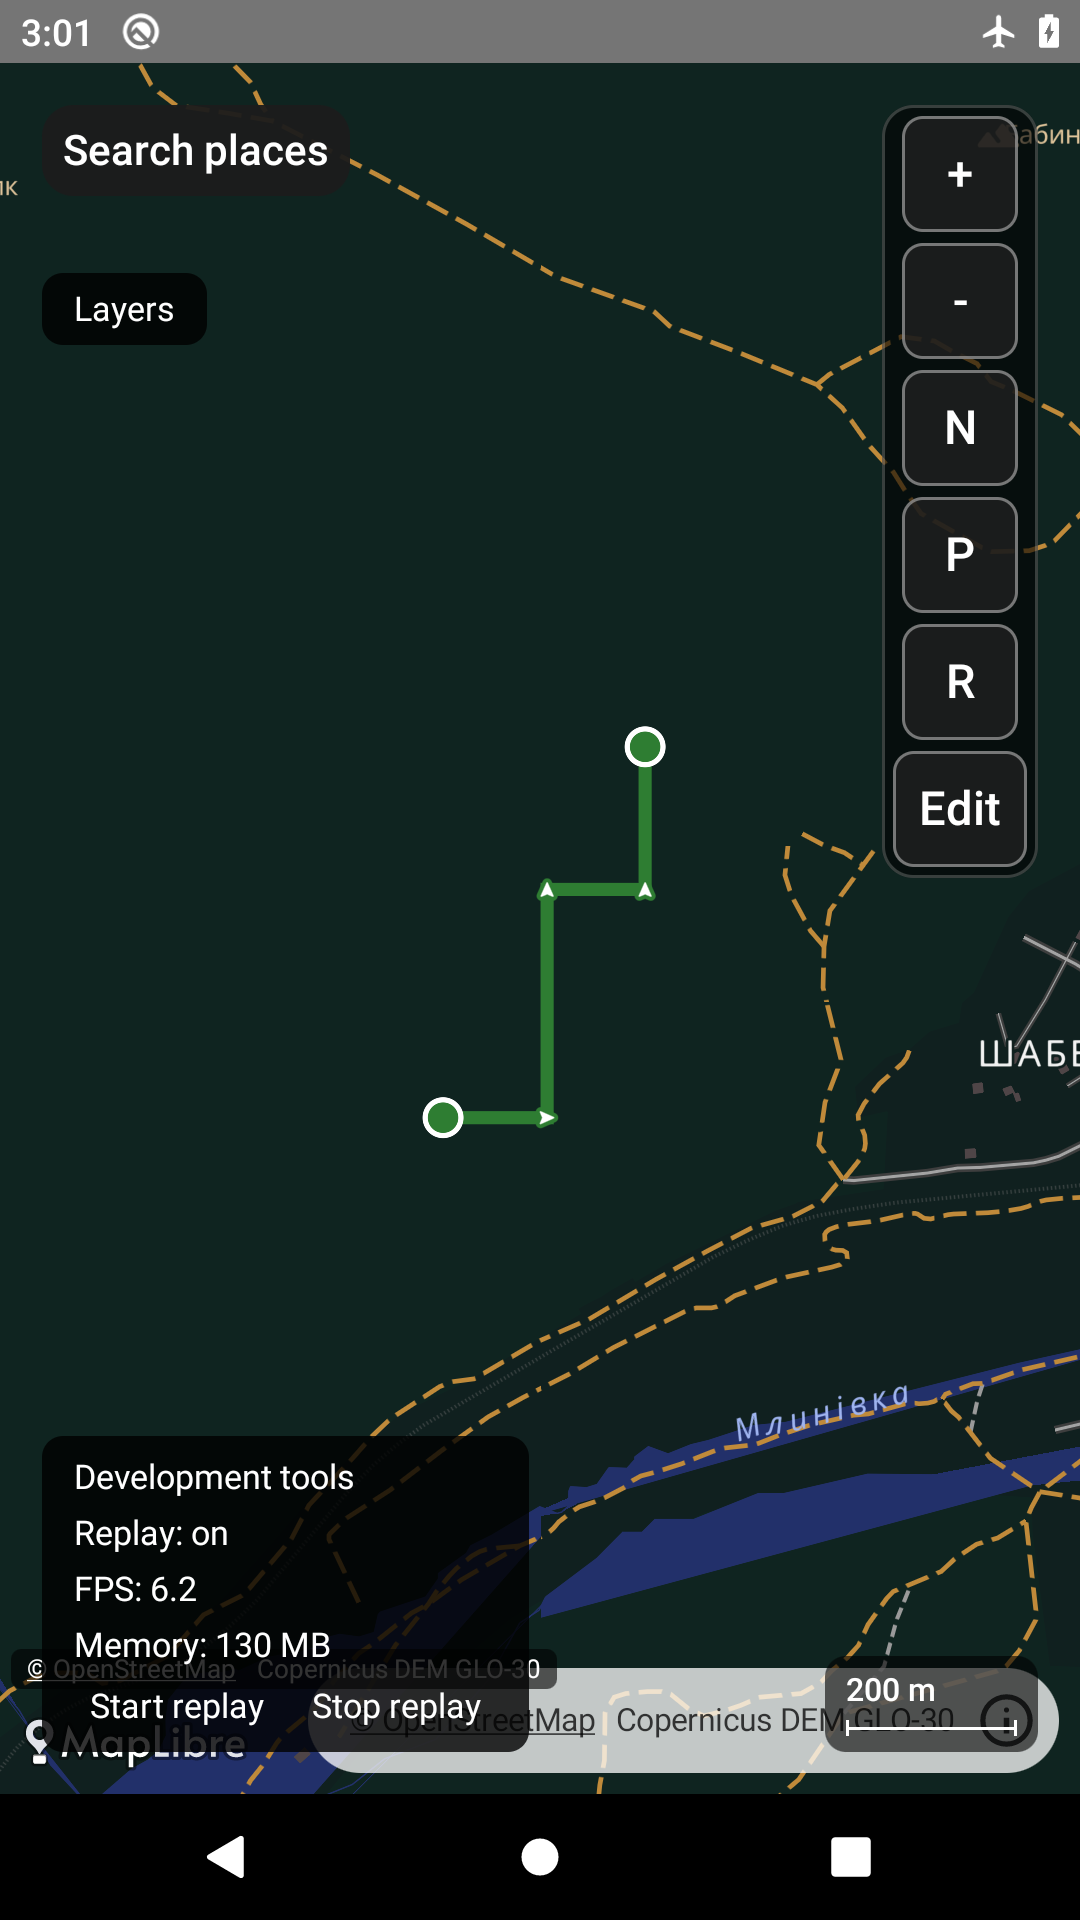 3:01
Search places
+
-
Layers
N
P
R
Edit
Млинівка
Development tools
Replay: on
FPS: 6.2
Memory: 130 MB
© OpenStreetMap Copernicus DEM GLO-30
Start replay Stop replay
200 m
© OpenStreetMap Copernicus DEM GLO-30
MapLibre